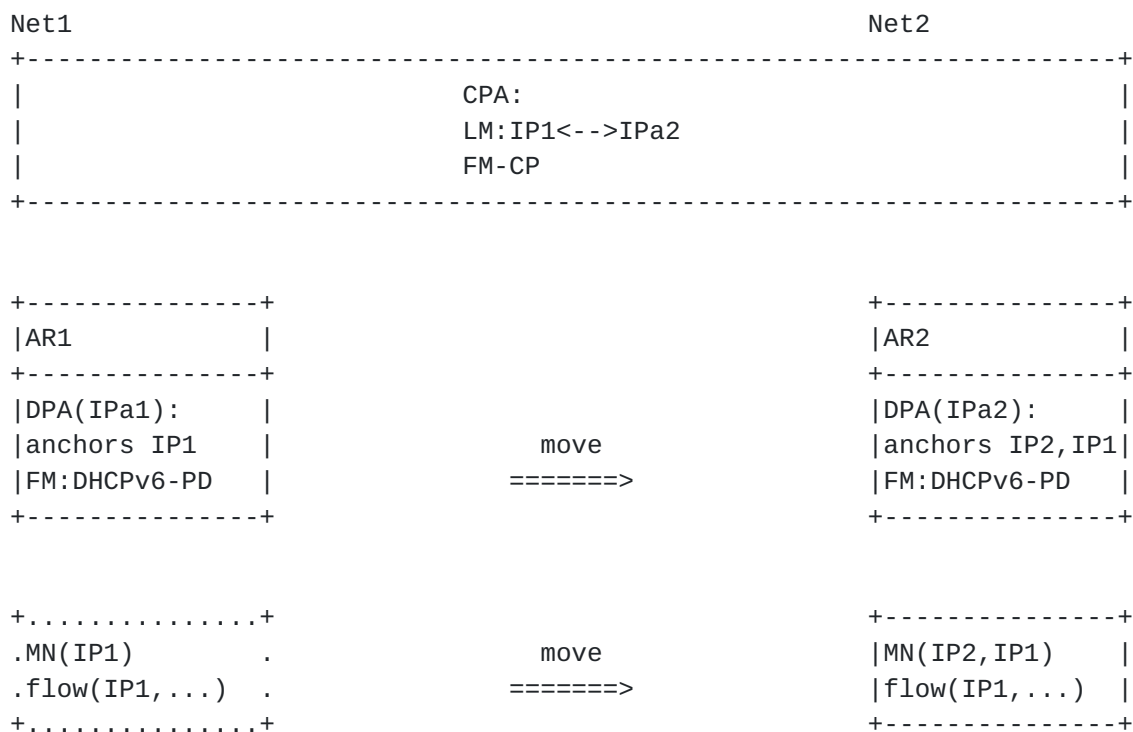 Net1                                                   Net2
+----------------------------------------------------------------------+
|                            CPA:                                      |
|                            LM:IP1<-->IPa2                            |
|                            FM-CP                                     |
+----------------------------------------------------------------------+
+---------------+                                      +---------------+
|AR1            |                                      |AR2            |
+---------------+                                      +---------------+
|DPA(IPa1):     |                                      |DPA(IPa2):     |
|anchors IP1    |                 move                 |anchors IP2,IP1|
|FM:DHCPv6-PD   |               =======>               |FM:DHCPv6-PD   |
+---------------+                                      +---------------+
+...............+                                      +---------------+
.MN(IP1)        .                 move                 |MN(IP2,IP1)    |
.flow(IP1,...)  .               =======>               |flow(IP1,...)  |
+...............+                                      +---------------+